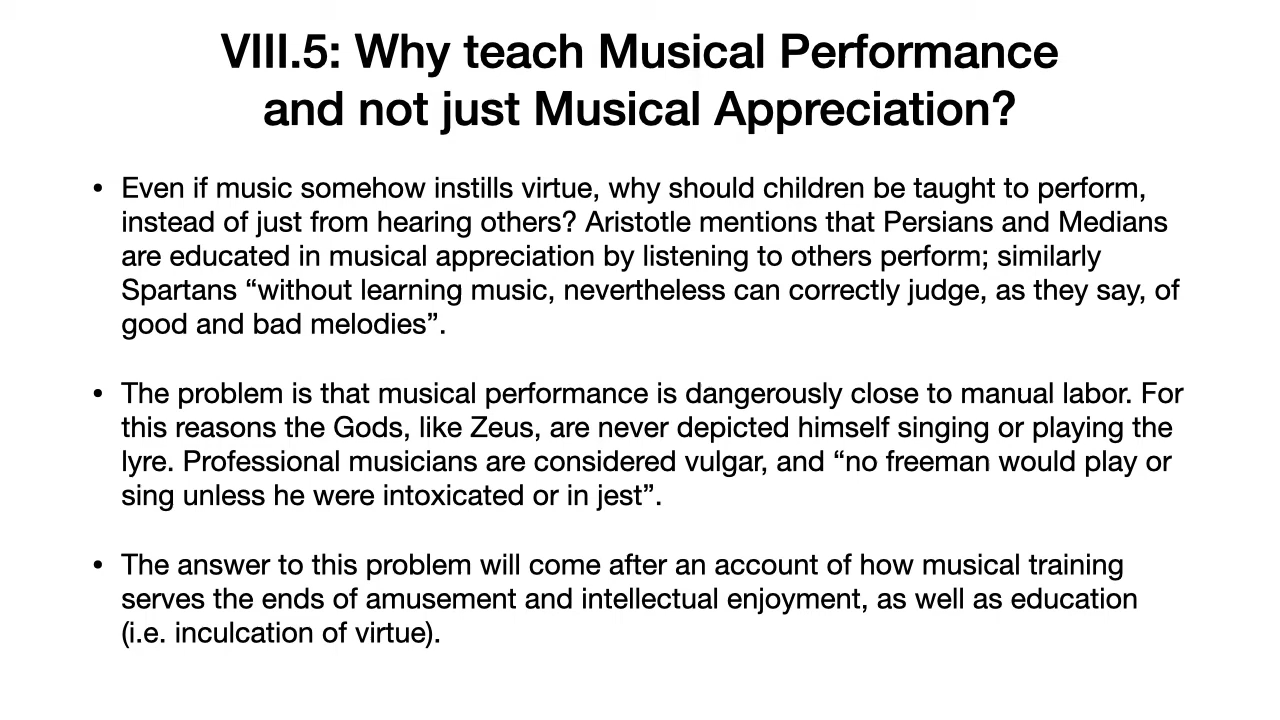 VIII.5: Why teach Musical Performance
and not just Musical Appreciation?
• Even if music somehow instills virtue, why should children be taught to perform,
instead of just from hearing others? Aristotle mentions that Persians and Medians
are educated in musical appreciation by listening to others perform; similarly
Spartans “without learning music, nevertheless can correctly judge, as they say, of
good and bad melodies”.
• The problem is that musical performance is dangerously close to manual labor. For
this reasons the Gods, like Zeus, are never depicted himself singing or playing the
lyre. Professional musicians are considered vulgar, and “no freeman would play or
sing unless he were intoxicated or in jest”.
• The answer to this problem will come after an account of how musical training
serves the ends of amusement and intellectual enjoyment, as well as education
(i.e. inculcation of virtue).